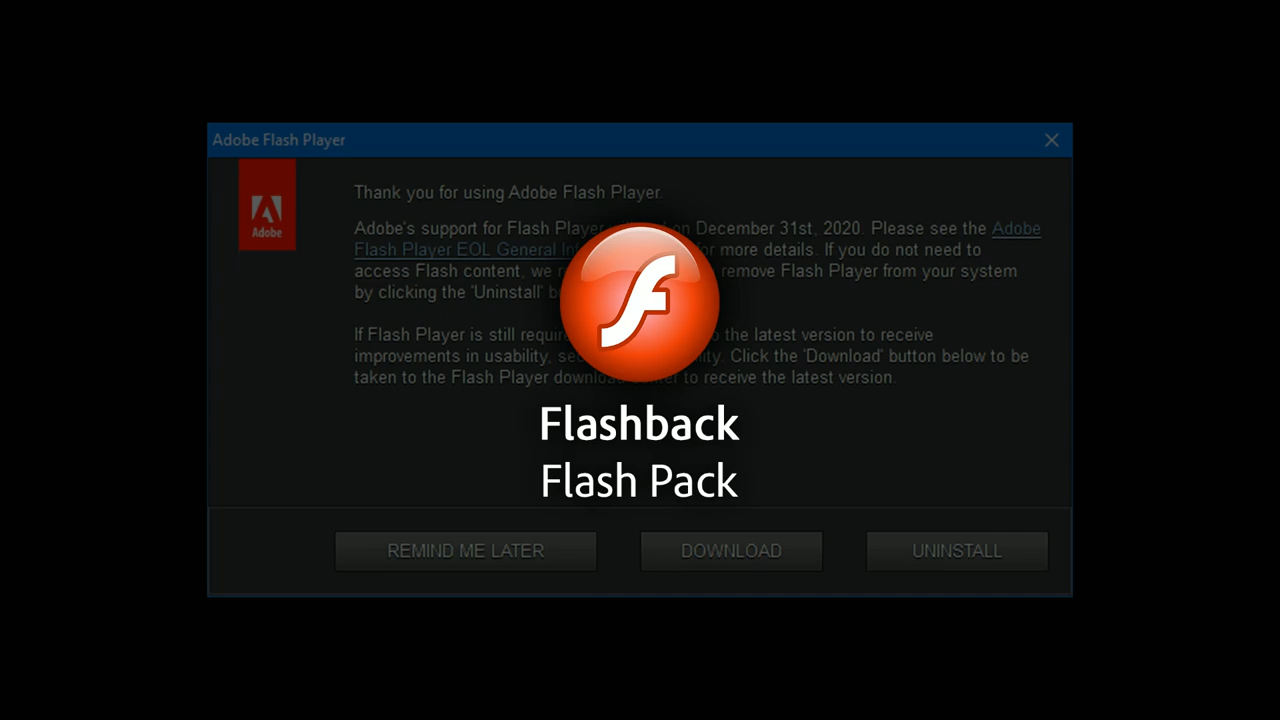 Adobe Flash Player
Adobe
Thank you for using Adobe Flash Player.
Adobe's support for Flash Player on December 31st, 2020. Please see the Adobe
Flash Player EOL General for more details. If you do not need to
access Flash content, we remove Flash Player from your system
by clicking the 'Uninstall'
If Flash Player is still the latest version to receive
improvements in usability, Click the 'Download' button below to be
taken to the Flash Player to receive the latest version.
Flashback
Flash Pack
REMIND ME LATER
DOWNLOAD
UNINSTALL